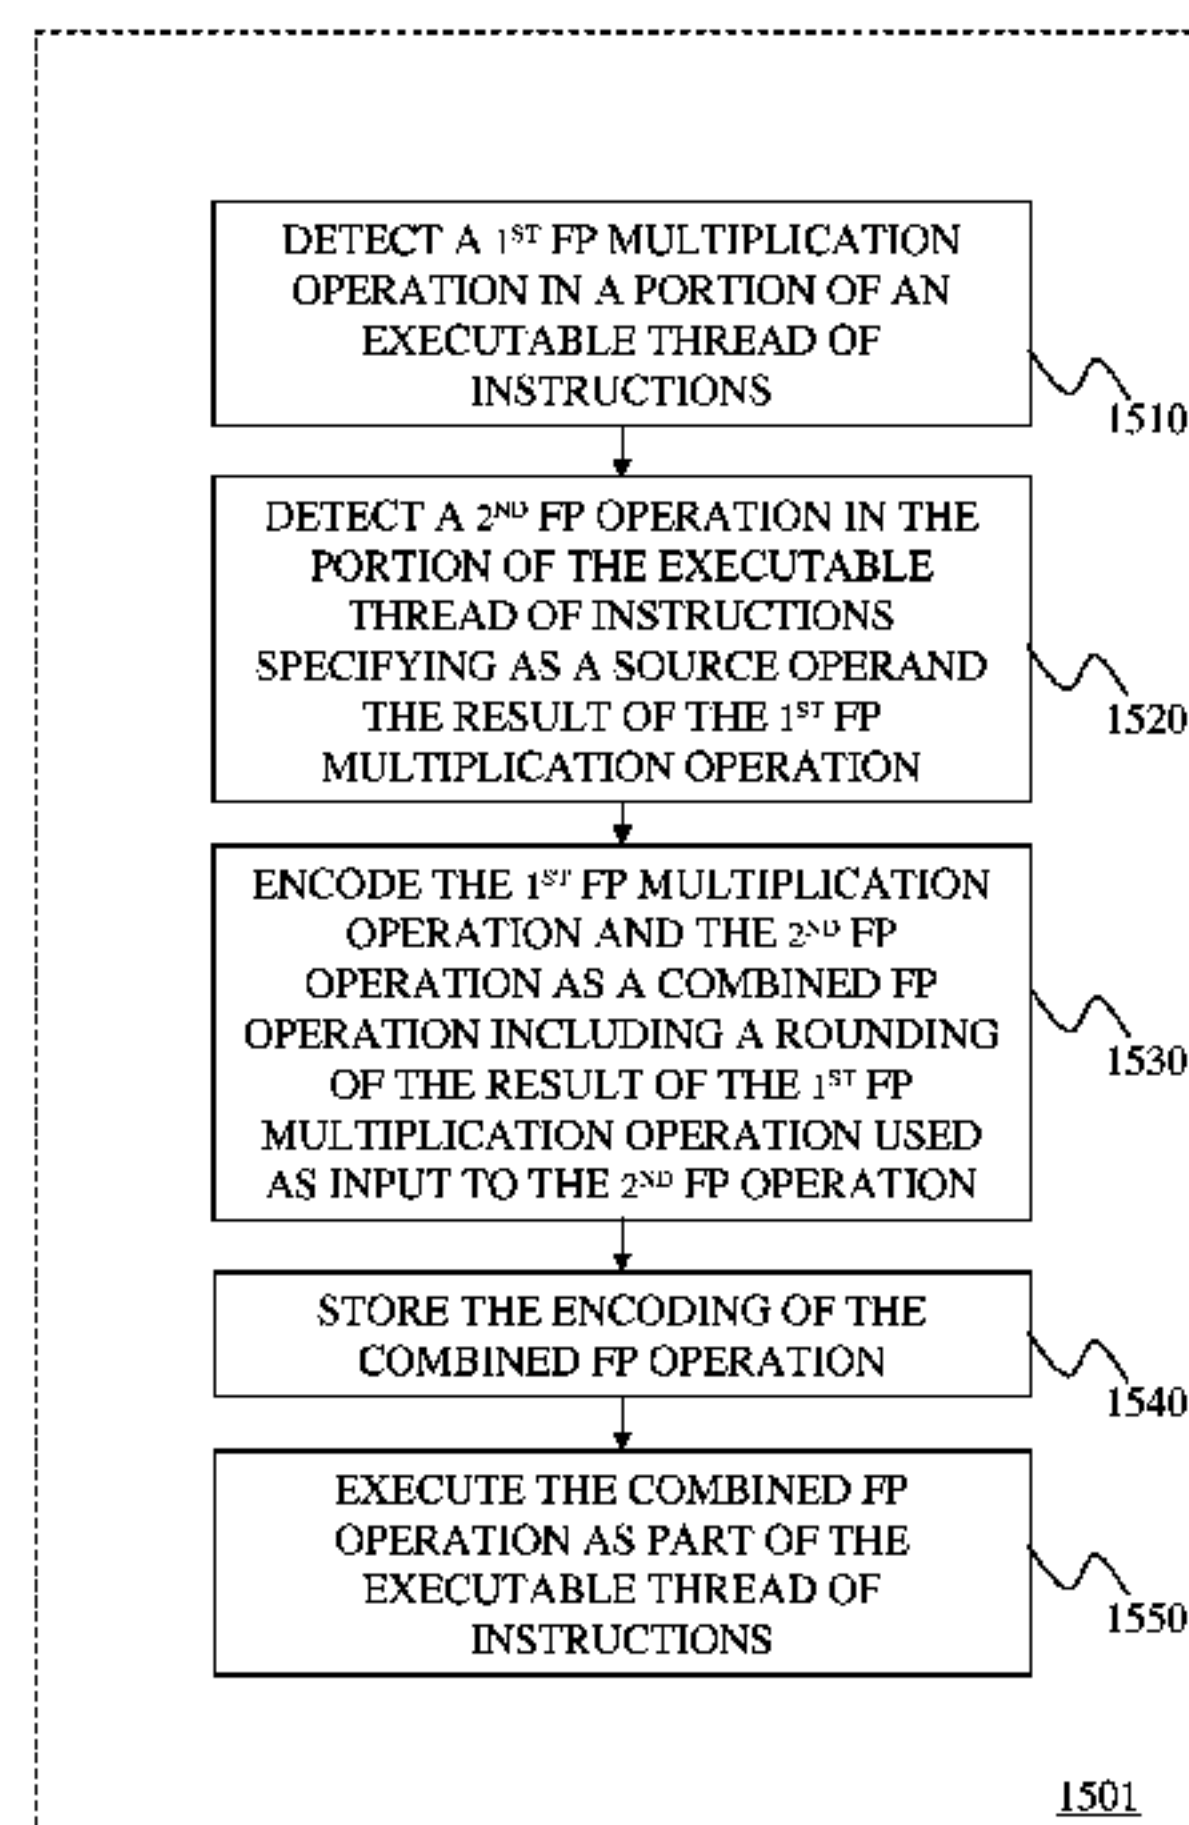 DETECT A 1ST FP MULTIPLICATION
OPERATION IN A PORTION OF AN
EXECUTABLE THREAD OF
INSTRUCTIONS
1510
DETECT A 2ND FP OPERATION IN THE
PORTION OF THE EXECUTABLE
THREAD OF INSTRUCTIONS
SPECIFYING AS A SOURCE OPERAND
THE RESULT OF THE 1ST FP
MULTIPLICATION OPERATION
1520
ENCODE THE 1ST FP MULTIPLICATION
OPERATION AND THE 2ND FP
OPERATION AS A COMBINED FP
OPERATION INCLUDING A ROUNDING
OF THE RESULT OF THE 1ST FP
MULTIPLICATION OPERATION USED
AS INPUT TO THE 2ND FP OPERATION
1530
STORE THE ENCODING OF THE
COMBINED FP OPERATION
1540
EXECUTE THE COMBINED FP
OPERATION AS PART OF THE
EXECUTABLE THREAD OF
INSTRUCTIONS
1550
1501